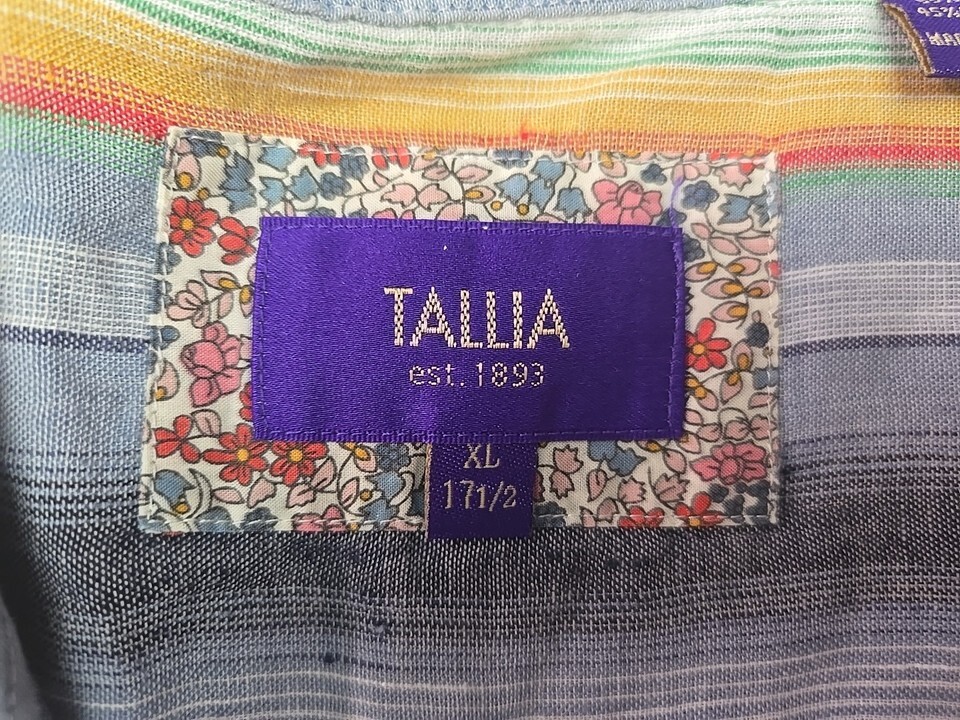 TALLIA
est.1893
XL
17 1/2